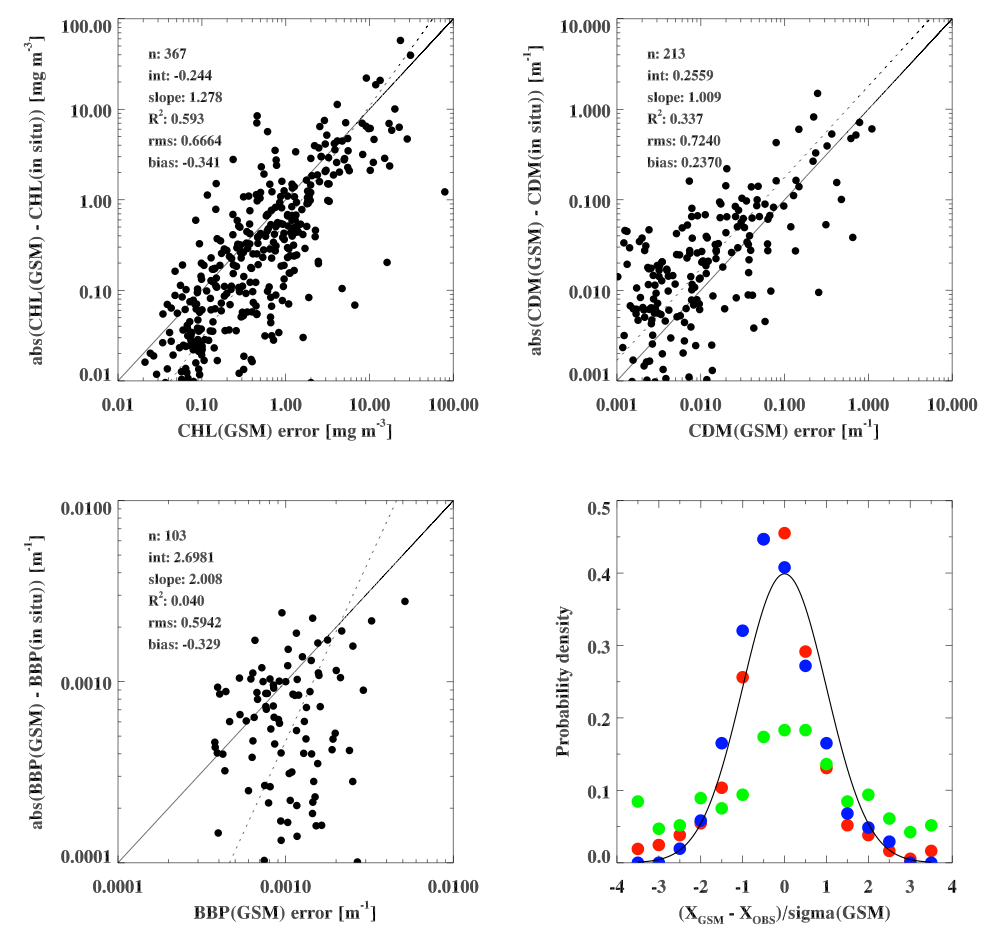 abs(CHL(GSM) - CHL(in situ)) [mg m-3]
100.00
10.00
1.00
0.10
0.01
n: 367
int: -0.244
slope: 1.278
R2: 0.593
rms: 0.6664
bias: -0.341
0.01 0.10 1.00 10.00 100.00
CHL(GSM) error [mg m-3]
abs(CDM(GSM) - CDM(in situ)) [m-1]
10.000
1.000
0.100
0.010
0.001
n: 213
int: 0.2559
slope: 1.009
R2: 0.337
rms: 0.7240
bias: 0.2370
0.001 0.010 0.100 1.000 10.000
CDM(GSM) error [m-1]
abs(BBP(GSM) - BBP(in situ)) [m-1]
0.0100
0.0010
0.0001
n: 103
int: 2.6981
slope: 2.008
R2: 0.040
rms: 0.5942
bias: -0.329
0.0001 0.0010 0.0100
BBP(GSM) error [m-1]
Probability density
0.5
0.4
0.3
0.2
0.1
0.0
-4 -3 -2 -1 0 1 2 3 4
(XGSM - XOBS)/sigma(GSM)